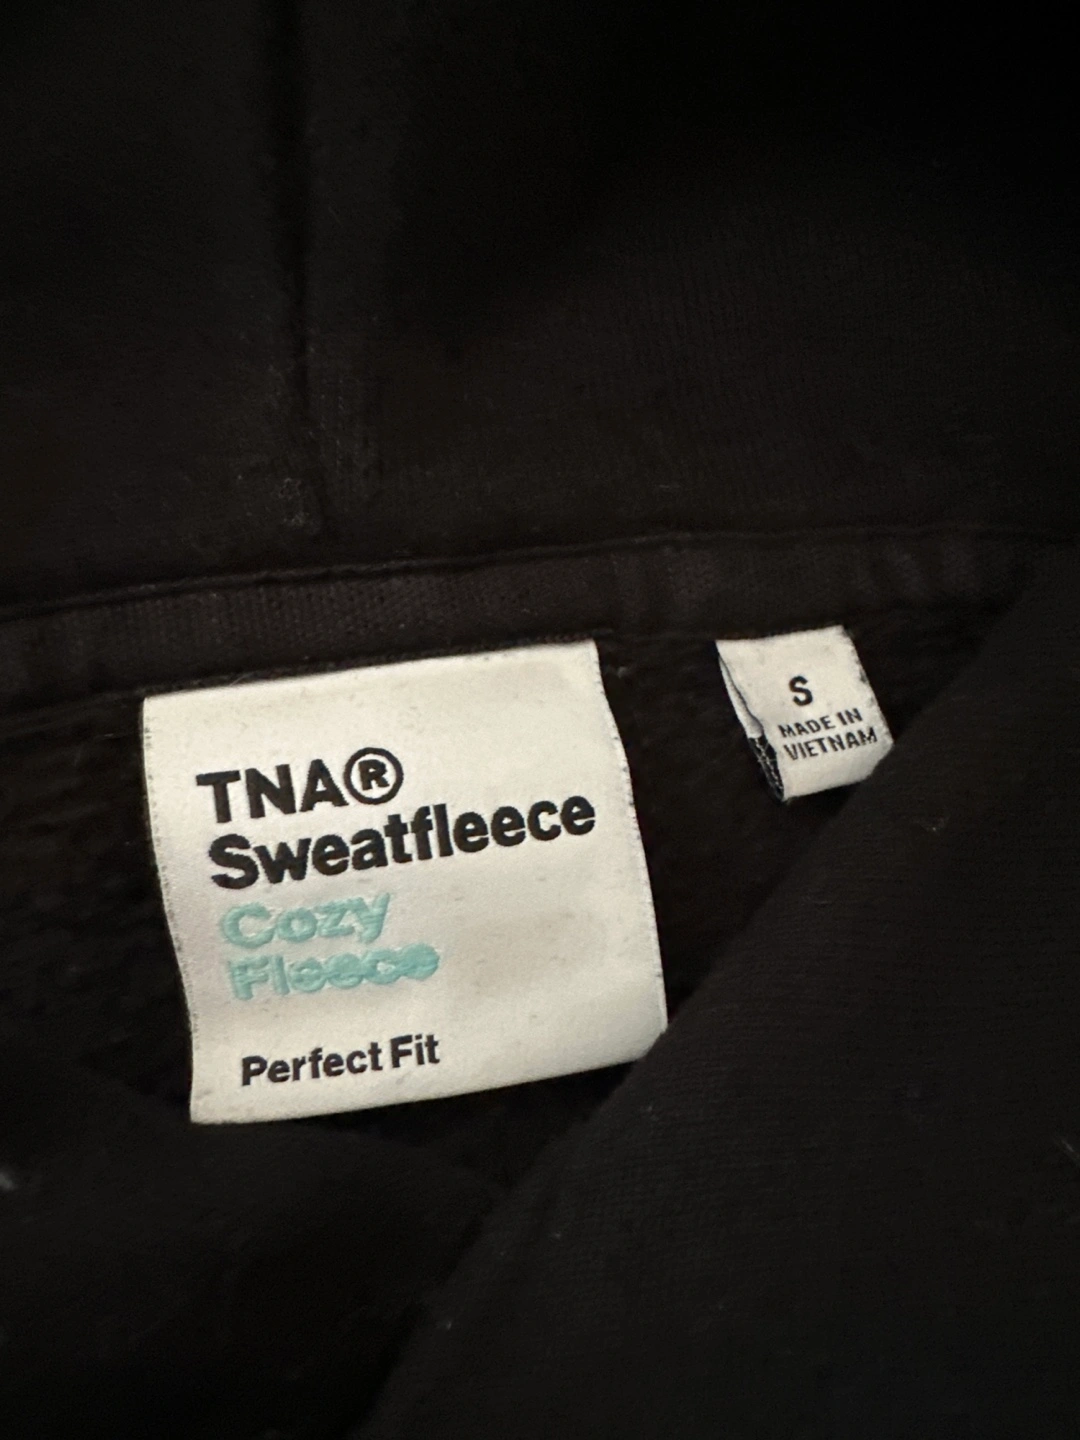 TNA®
Sweatfleece
Cozy
Fleece
Perfect Fit
S
MADE IN
VIETNAM